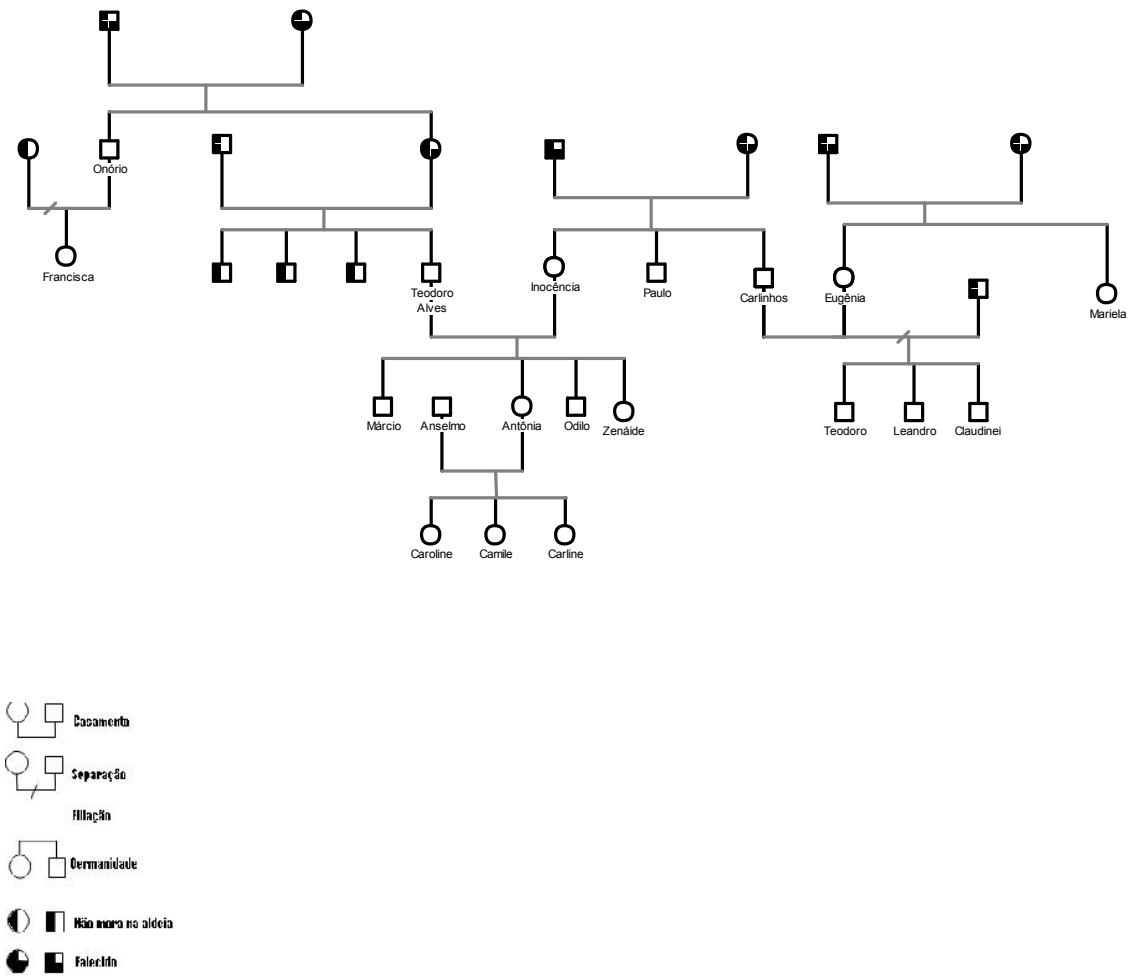 Onório
Francisca
Teodoro
Alves
Inocência
Paulo
Carlinhos
Eugênia
Mariela
Márcio
Anselmo
Antônia
Odilo
Zenáide
Teodoro
Leandro
Claudinei
Caroline
Camile
Carline
Casamento
Separação
Filiação
Germanidade
Não mora na aldeia
Falecido